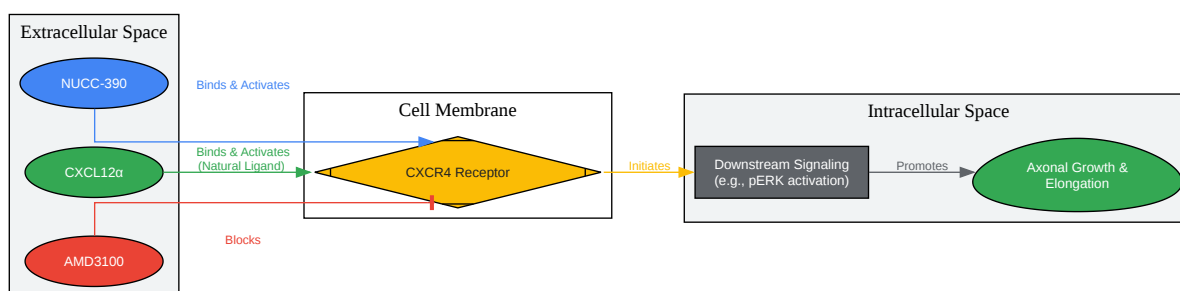 Extracellular Space
NUCC-390
CXCL12α
AMD3100
Binds & Activates
Binds & Activates
(Natural Ligand)
Blocks
Cell Membrane
CXCR4 Receptor
Initiates
Intracellular Space
Downstream Signaling
(e.g., pERK activation)
Promotes
Axonal Growth &
Elongation